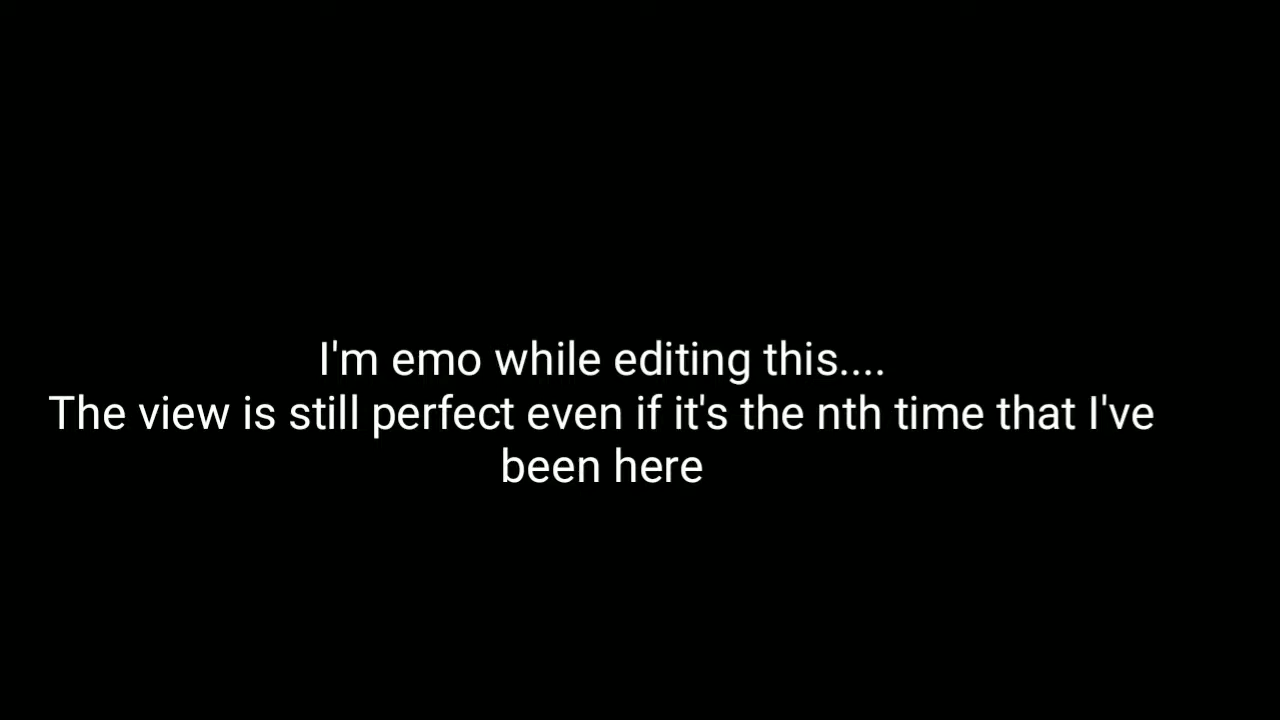 I'm emo while editing this....
The view is still perfect even if it's the nth time that I've
been here